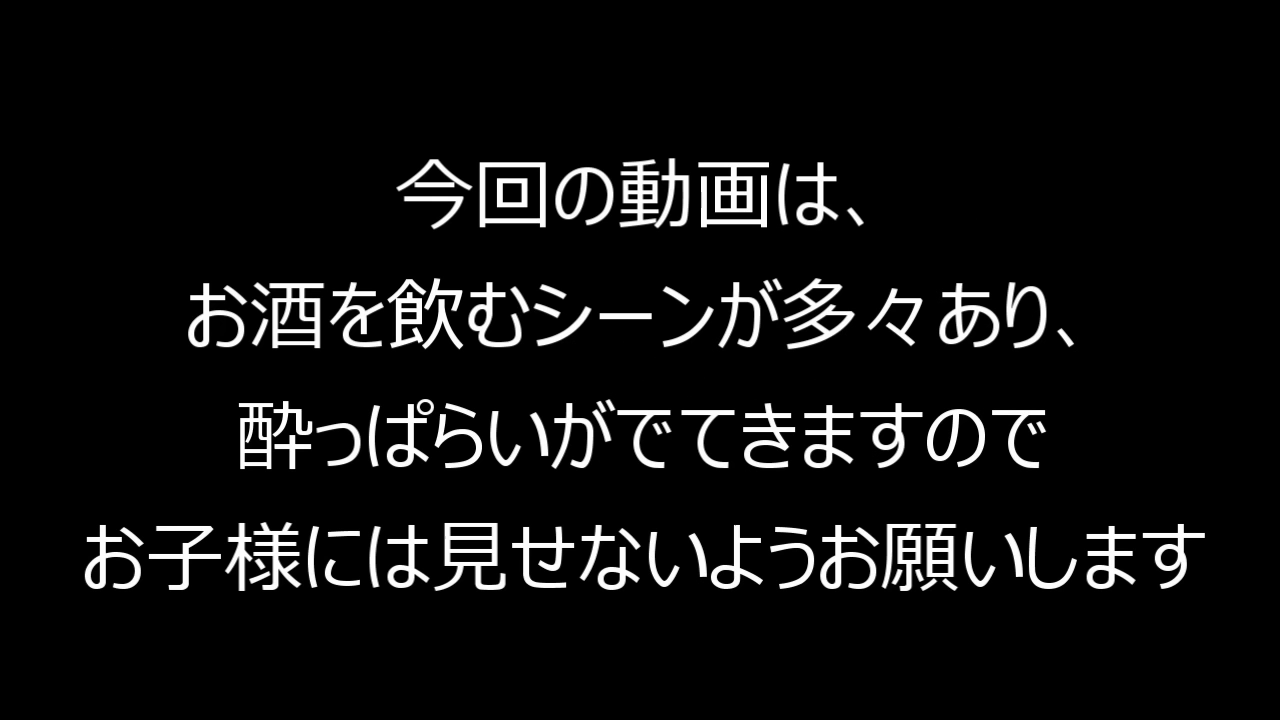 今回の動画は、
お酒を飲むシーンが多々あり、
酔っぱらいがでてきますので
お子様には見せないようお願いします